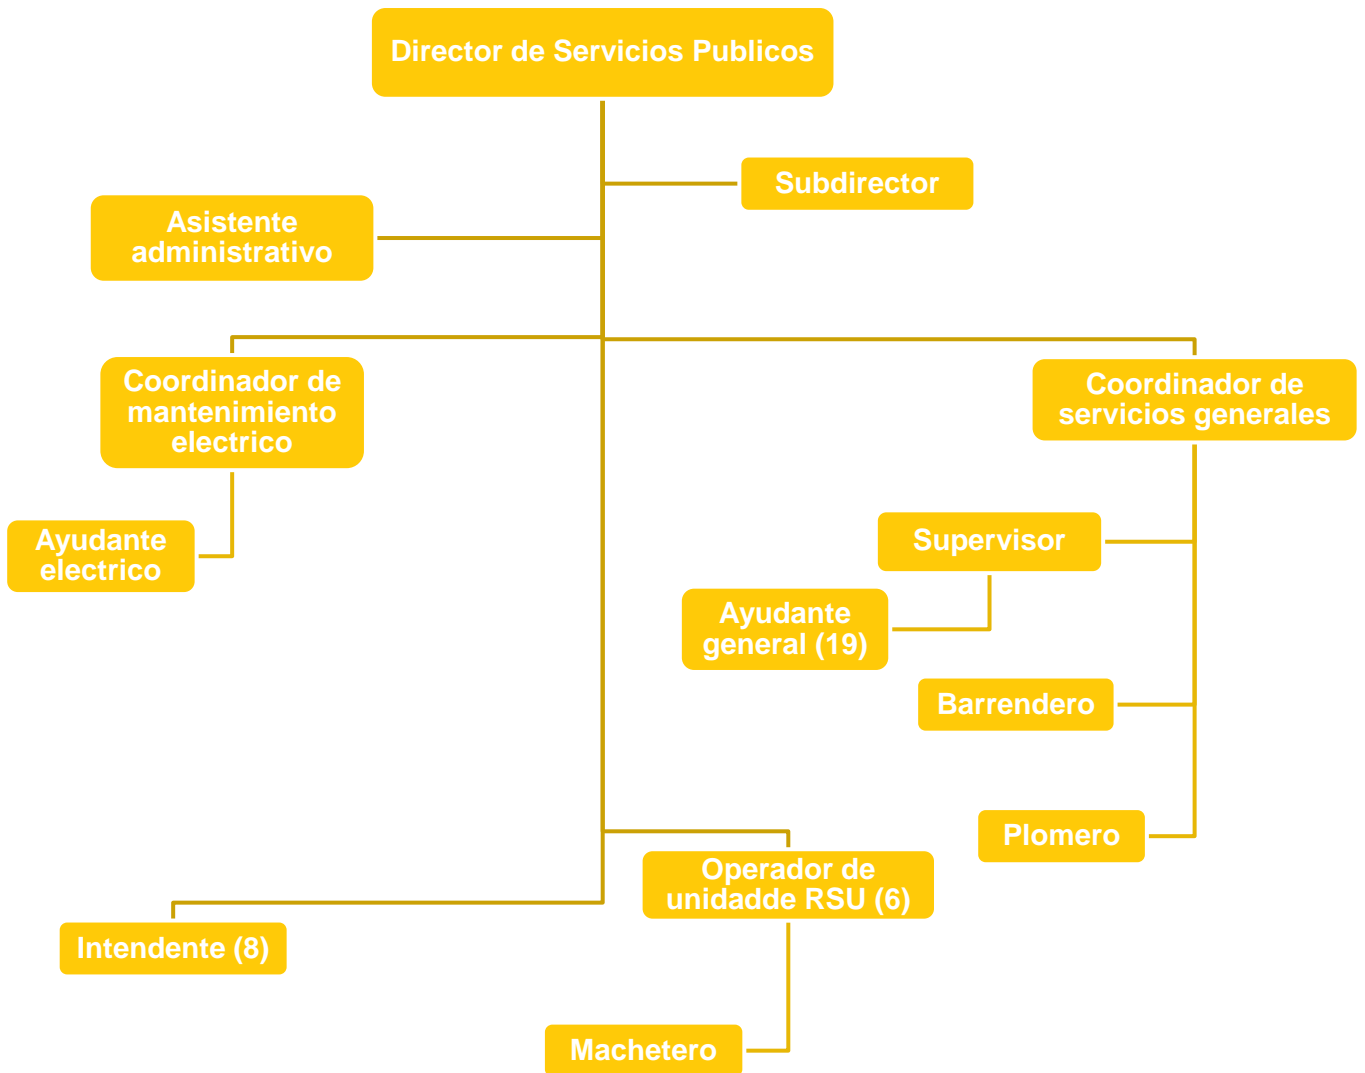 Director de Servicios Publicos
Subdirector
Asistente
administrativo
Coordinador de
mantenimiento
electrico
Coordinador de
servicios generales
Ayudante
electrico
Supervisor
Ayudante
general (19)
Barrendero
Plomero
Operador de
unidadde RSU (6)
Intendente (8)
Machetero